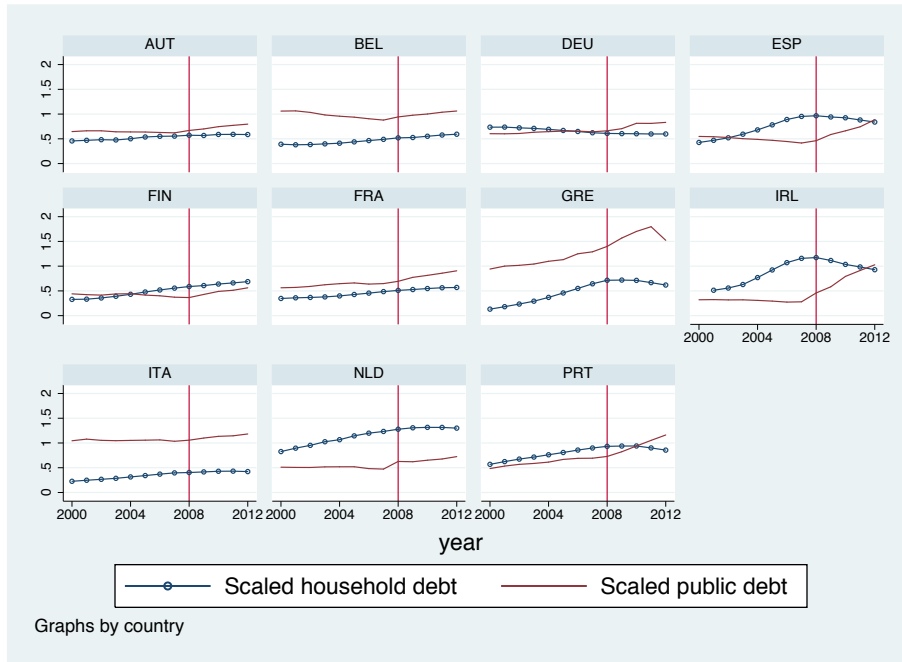 AUT BEL DEU ESP
2
1.5
1
.5
0
FIN FRA GRE IRL
2
1.5
1
.5
0
2000 2004 2008 2012
ITA NLD PRT
2
1.5
1
.5
0
2000 2004 2008 2012 2000 2004 2008 2012 2000 2004 2008 2012
year
Scaled household debt Scaled public debt
Graphs by country